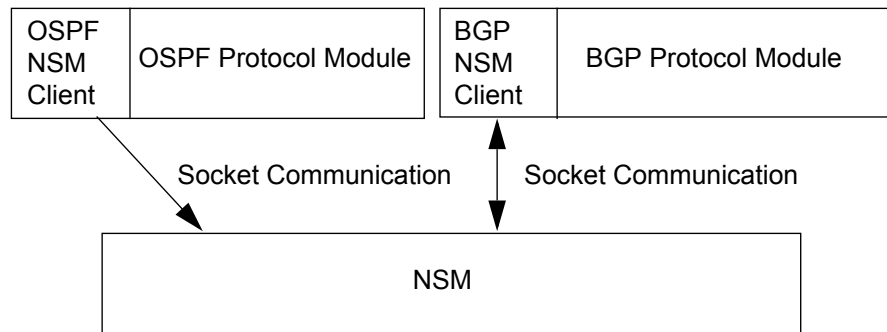 OSPF
NSM
Client
OSPF Protocol Module
BGP
NSM
Client
BGP Protocol Module
Socket Communication
Socket Communication
NSM